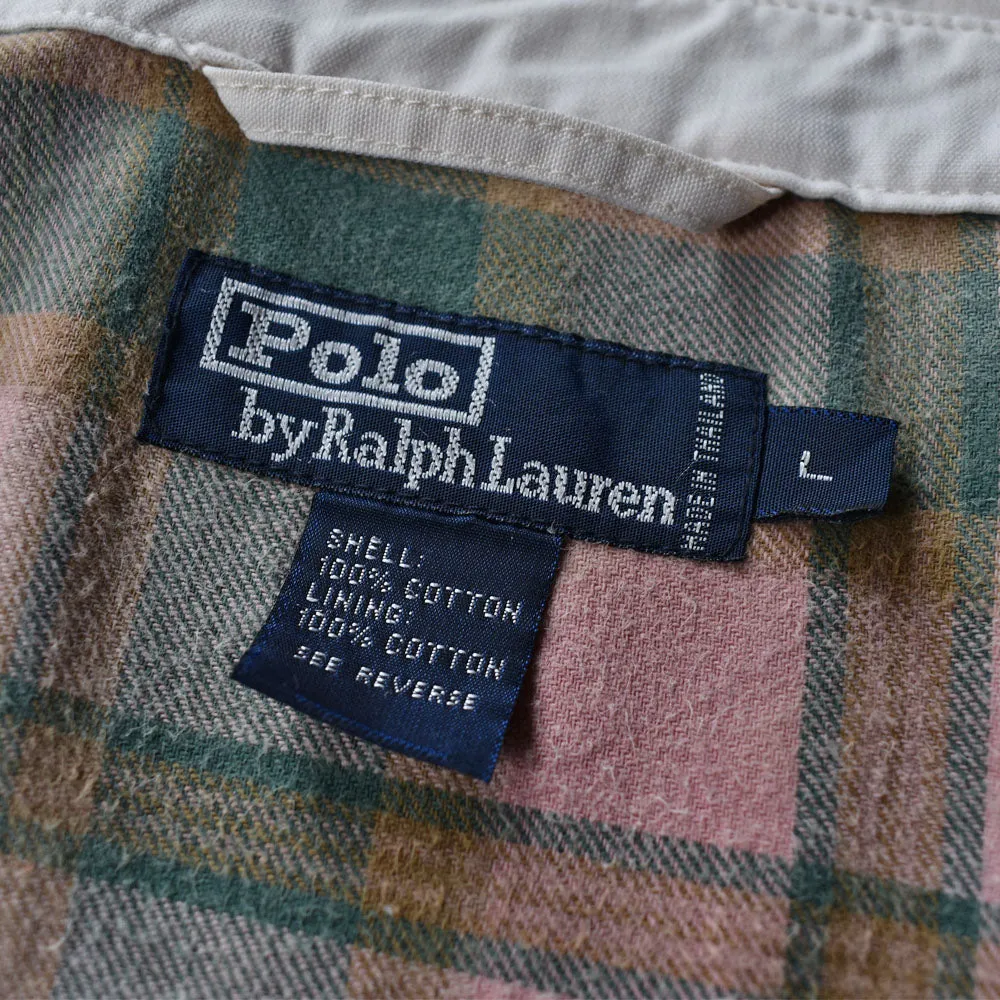 Polo
by Ralph Lauren
MADE IN THAILAND
L
SHELL:
100% COTTON
LINING:
100% COTTON
SEE REVERSE